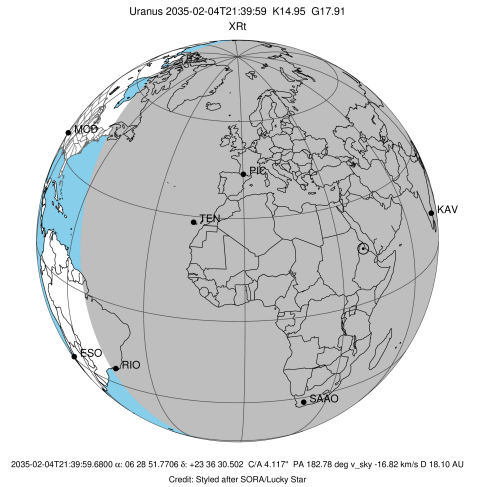 Uranus 2035-02-04T21:39:59 K14.95 G17.91
XRt
MOD
PIC
KAV
TEN
ESO
RIO
SAAO
2035-02-04T21:39:59.6800 α: 06 28 51.7706 δ: +23 36 30.502 C/A 4.117" PA 182.78 deg v_sky -16.82 km/s D 18.10 AU
Credit: Styled after SORA/Lucky Star